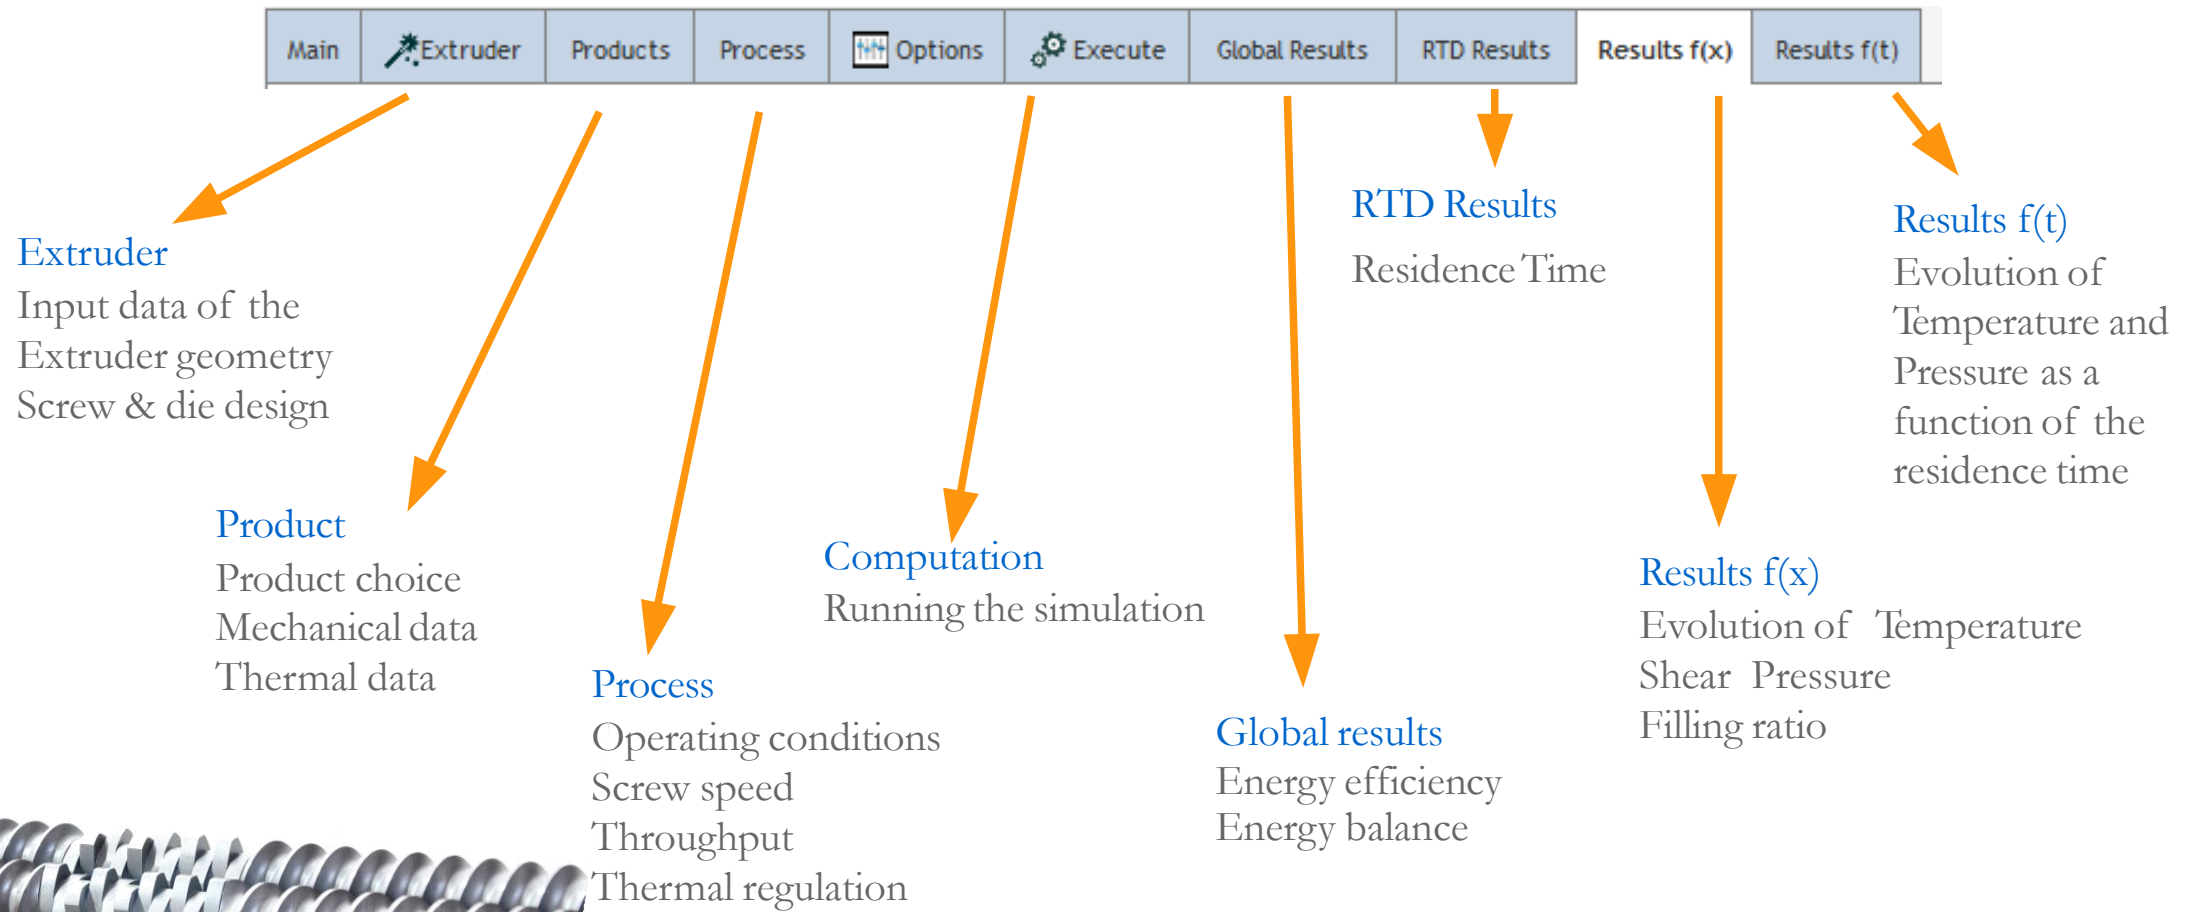 Main Extruder Products Process Options Execute Global Results RTD Results Results f(x) Results f(t)
Extruder
Input data of the
Extruder geometry
Screw & die design
Product
Product choice
Mechanical data
Thermal data
Process
Operating conditions
Screw speed
Throughput
Thermal regulation
Computation
Running the simulation
Global results
Energy efficiency
Energy balance
RTD Results
Residence Time
Results f(x)
Evolution of Temperature
Shear Pressure
Filling ratio
Results f(t)
Evolution of
Temperature and
Pressure as a
function of the
residence time